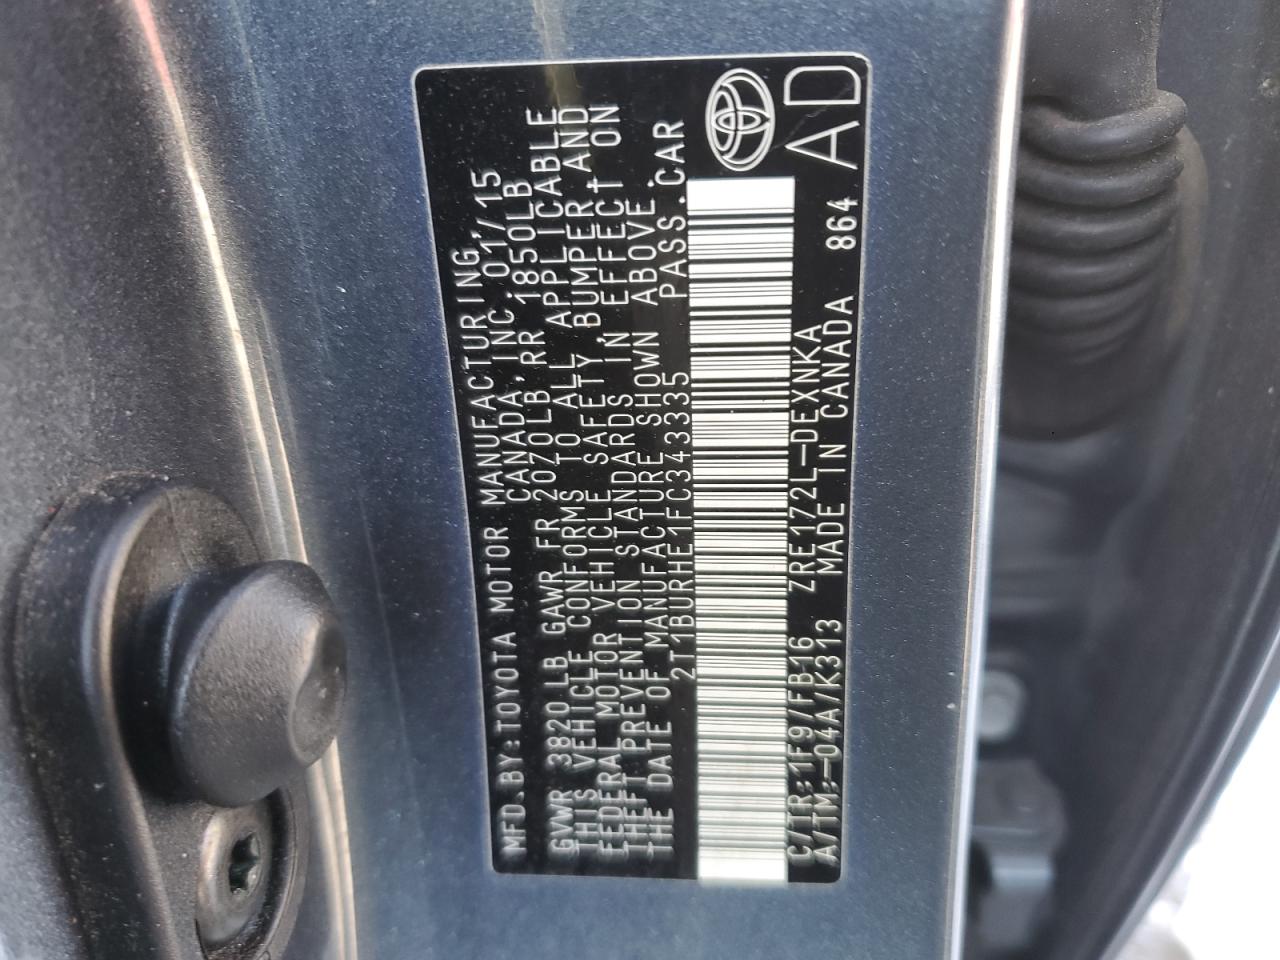 MFD. BY: TOYOTA MOTOR MANUFACTURING,
CANADA, INC. 01/15
GVWR 3820LB GAWR FR 2070LB, RR 1850LB
THIS VEHICLE CONFORMS TO ALL APPLICABLE
FEDERAL MOTOR VEHICLE SAFETY, BUMPER, AND
THEFT PREVENTION STANDARDS IN EFFECT ON
THE DATE OF MANUFACTURE SHOWN ABOVE.
2T1BURHE1FC343335 PASS.CAR
C/TR: 1F9/FB16 ZRE172L-DEXNKA
A/TM: -04A/K313 MADE IN CANADA 864
AD